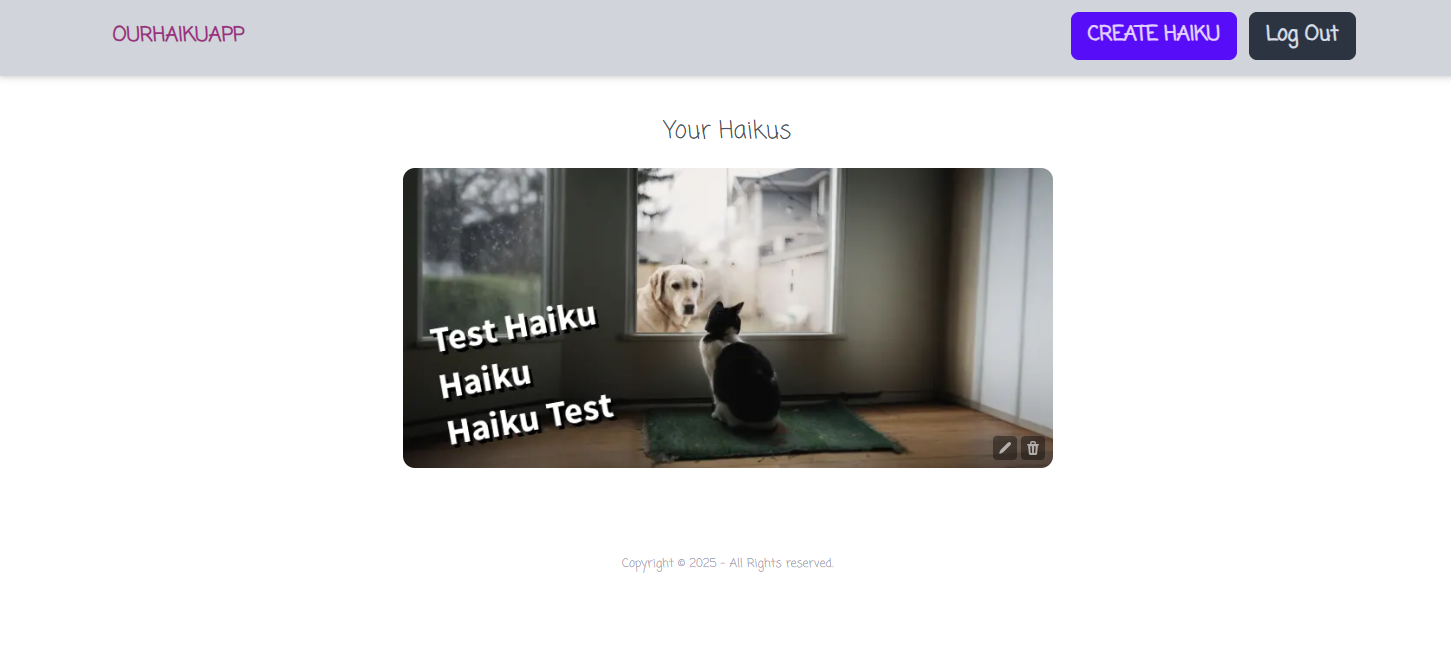 OURHAIKUAPP
CREATE HAIKU
Log Out
Your Haikus
Test Haiku
Haiku
Haiku Test
Copyright © 2025 - All Rights reserved.